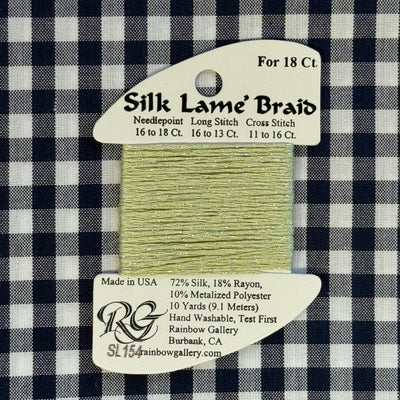 For 18 Ct.
Silk Lame' Braid
Needlepoint Long Stitch Cross Stitch
16 to 18 Ct. 16 to 13 Ct. 11 to 16 Ct.
Made in USA
72% Silk, 18% Rayon,
10% Metalized Polyester
10 Yards (9.1 Meters)
Hand Washable, Test First
Rainbow Gallery
Burbank, CA
RG
SL154
rainbowgallery.com